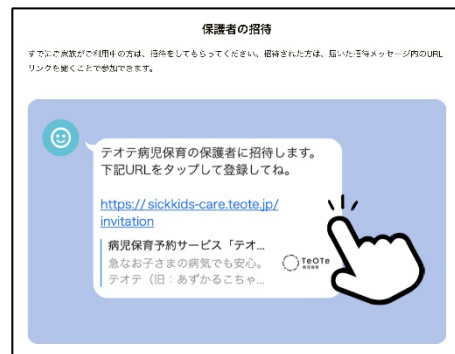 保護者の招待
すでにご家族がご利用中の方は、招待をしてもらってください。招待された方は、届いた招待メッセージ内のURL
リンクを開くことで参加できます。
テオテ病児保育の保護者に招待します。
下記URLをタップして登録してね。
https://sickkids-care.teote.jp/
invitation
病児保育予約サービス「テオ...
急なお子さまの病気でも安心。
テオテ（旧：あずかるこちゃ...
TeOTe